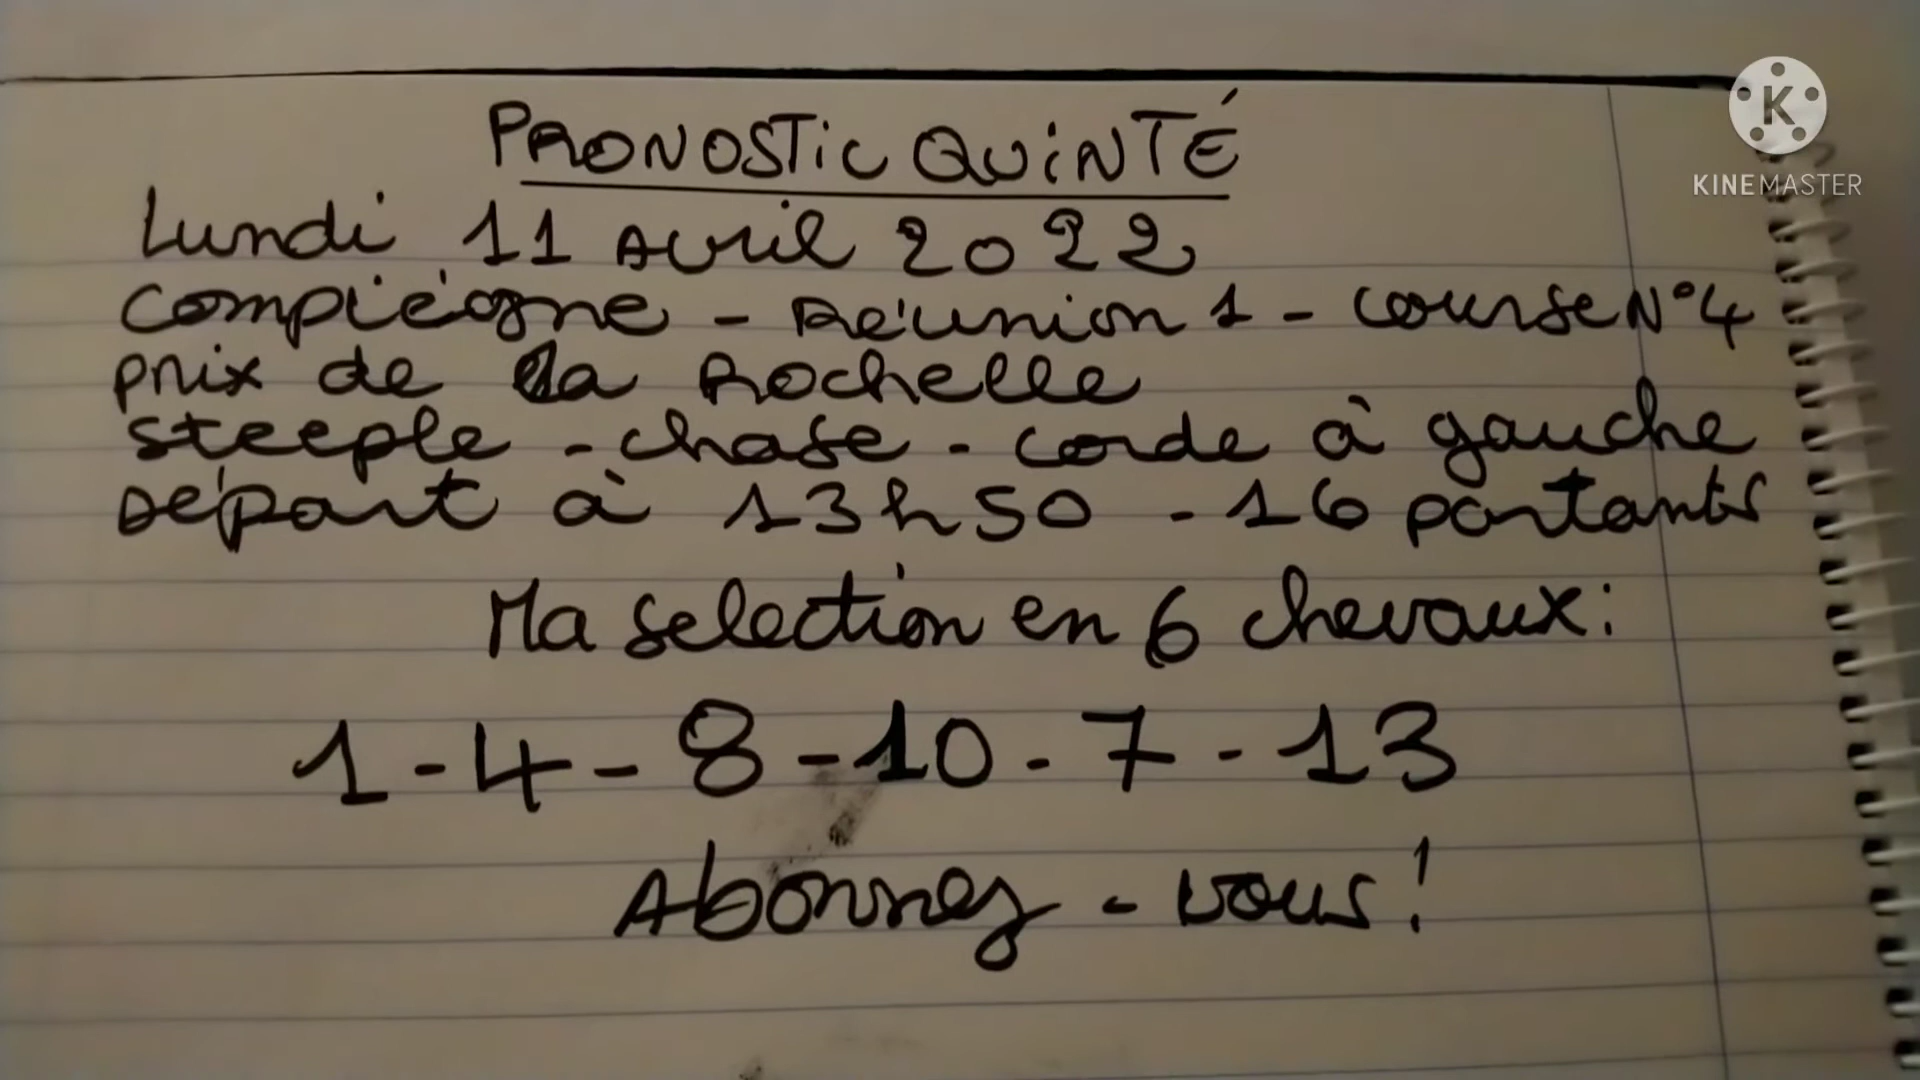 PRONOSTIC QUINTÉ
KINEMASTER
Lundi 11 Avril 2022
Compiégne - Réunion 1 - course N°4
prix de La Rochelle
steeple - chase - corde à gauche
Départ à 13h50 - 16 partants
Ma selection en 6 chevaux :
1 - 4 - 8 - 10 - 7 - 13
Abonnez - vous !